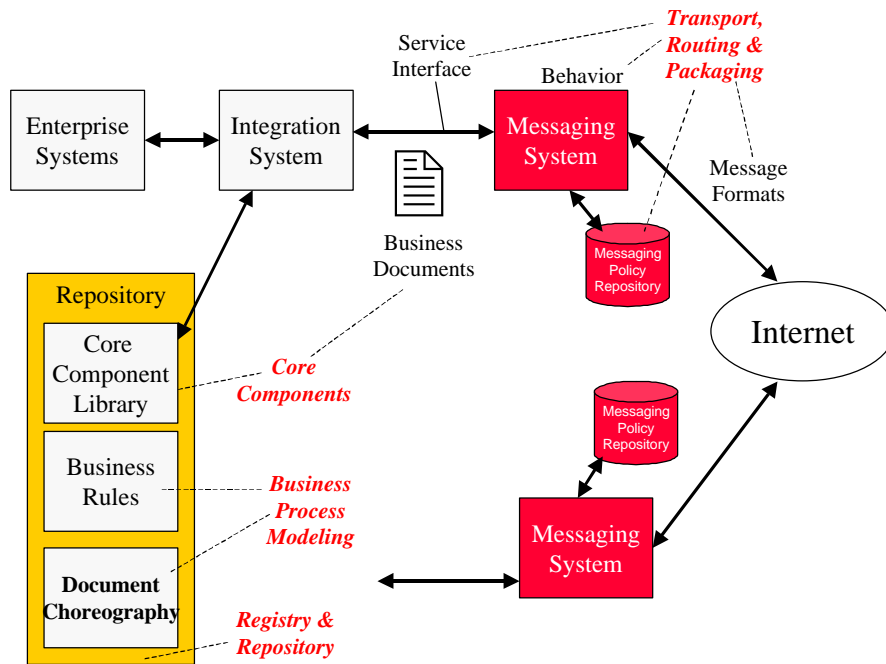 Transport,
Routing &
Packaging
Service
Interface
Behavior
Enterprise
Systems
Integration
System
Messaging
System
Message
Formats
Business
Documents
Messaging
Policy
Repository
Repository
Core
Component
Library
Internet
Core
Components
Messaging
Policy
Repository
Business
Rules
Business
Process
Modeling
Messaging
System
Document
Choreography
Registry &
Repository